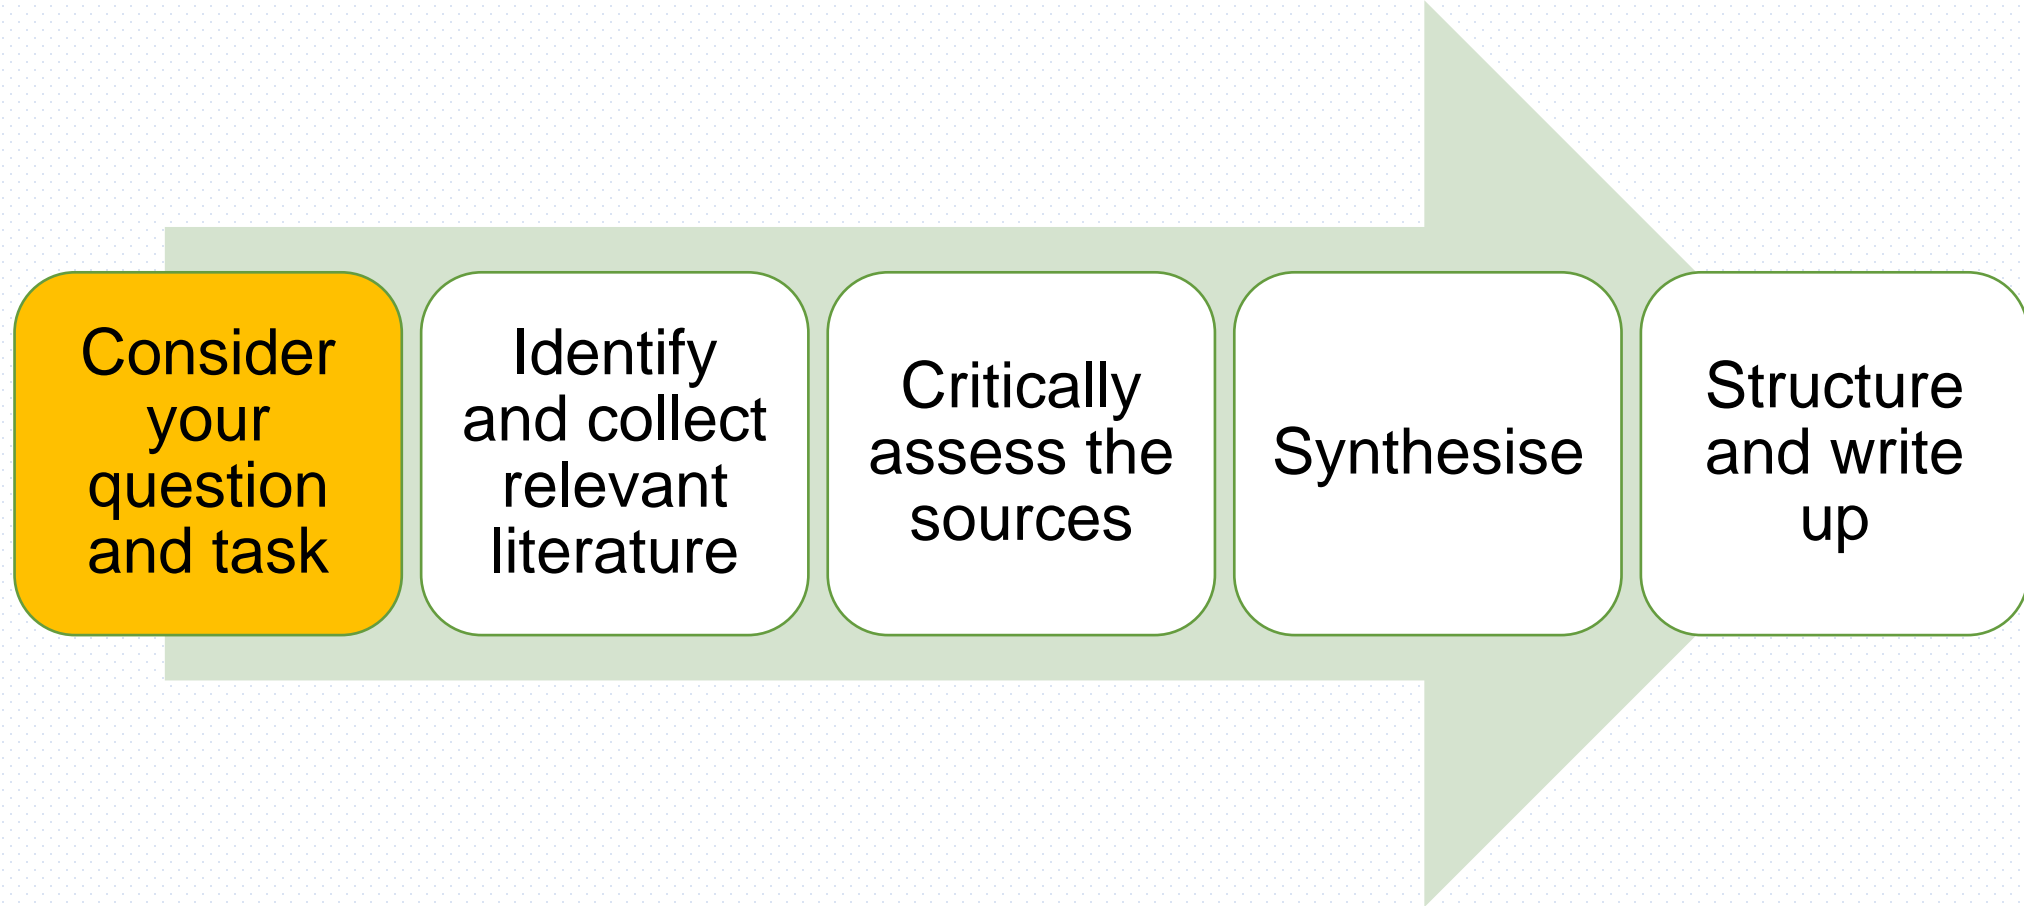 Consider
your
question
and task
Identify
and collect
relevant
literature
Critically
assess the
sources
Synthesise
Structure
and write
up